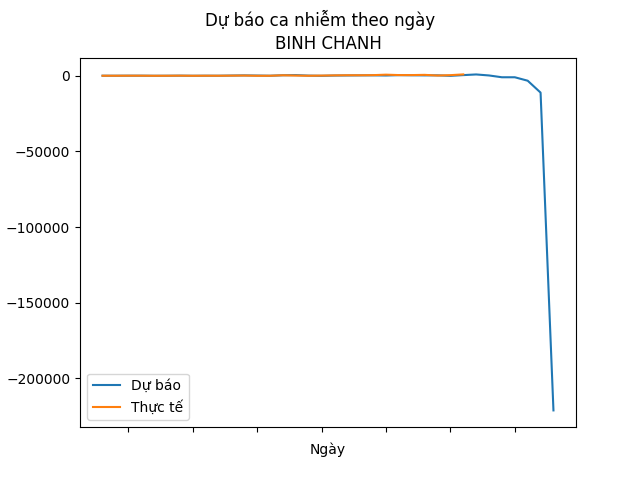 Dự báo ca nhiễm theo ngày
BINH CHANH
0
−50000
−100000
−150000
−200000
Dự báo
Thực tế
Ngày